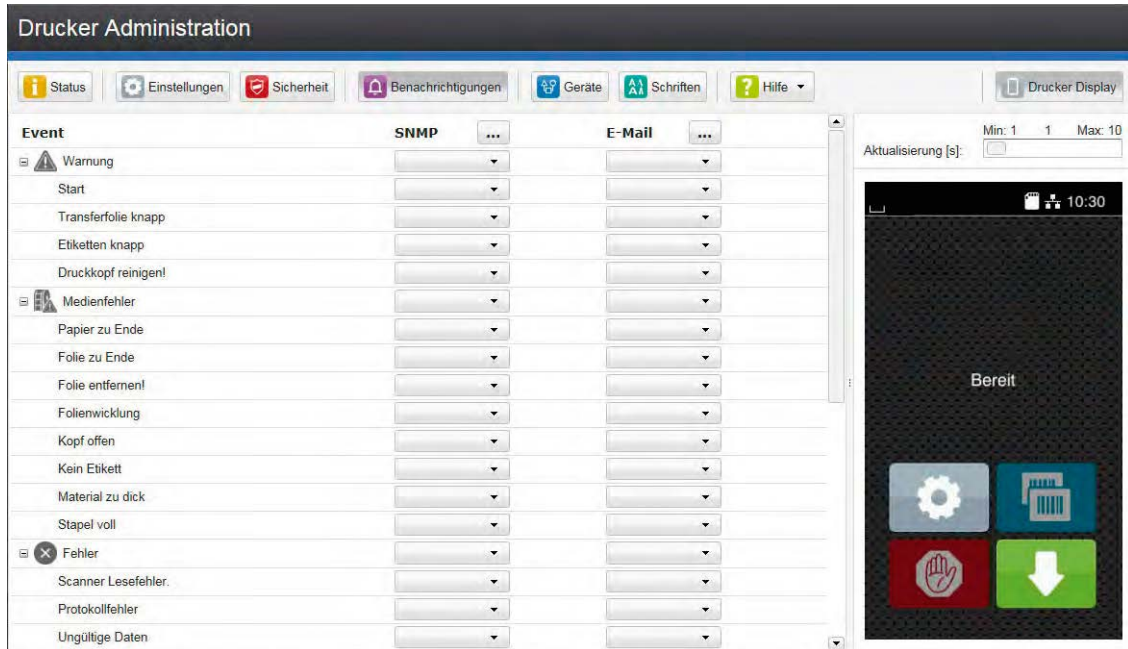 Drucker Administration
Status Einstellungen Sicherheit Benachrichtigungen Geräte Schriften Hilfe Drucker Display
Event SNMP ... E-Mail ...
Warnung
Start
Transferfolie knapp
Etiketten knapp
Druckkopf reinigen!
Medienfehler
Papier zu Ende
Folie zu Ende
Folie entfernen!
Folienwicklung
Kopf offen
Kein Etikett
Material zu dick
Stapel voll
Fehler
Scanner Lesefehler.
Protokollfehler
Ungültige Daten
Min: 1 1 Max: 10
Aktualisierung [s]:
10:30
Bereit